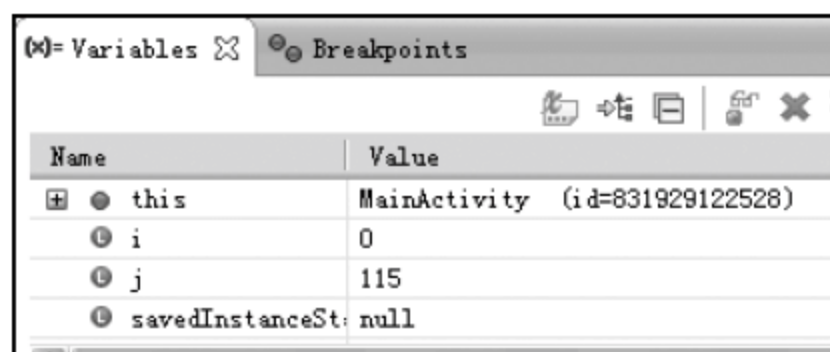 (x)= Variables Breakpoints
Name Value
this MainActivity (id=831929122528)
i 0
j 115
savedInstanceSt null